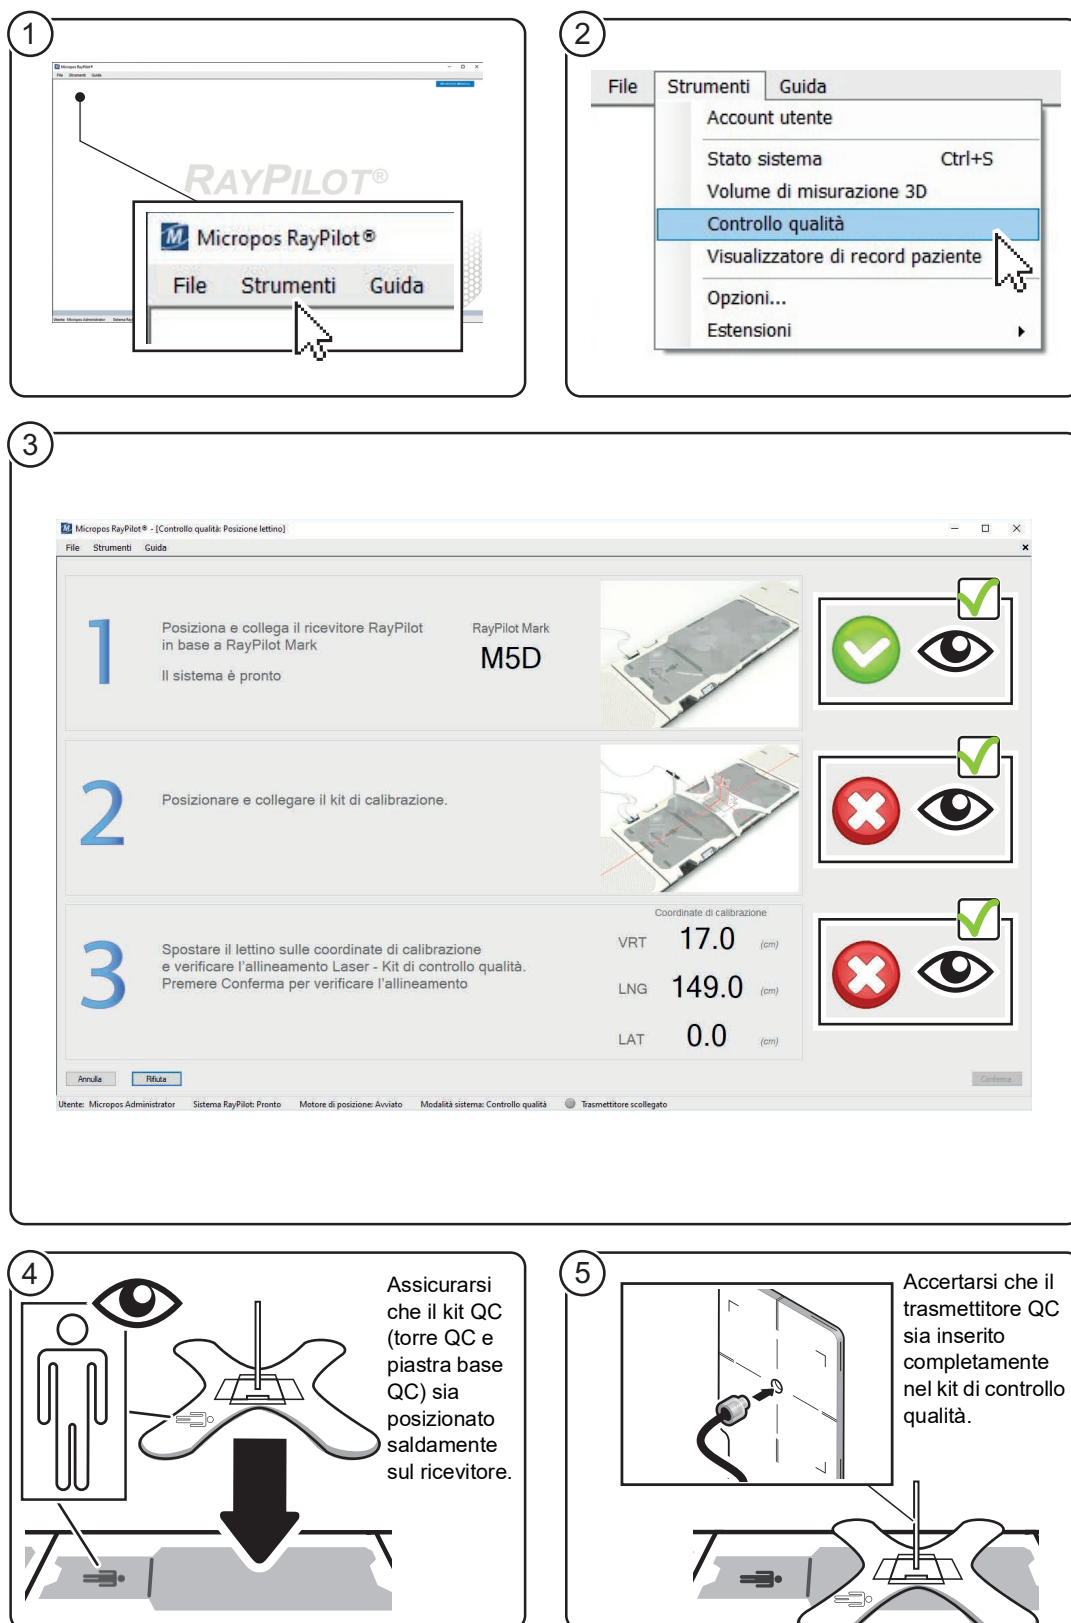 1
Micropos RayPilot®
File Strumenti Guida
RAYPILOT®
Micropos RayPilot®
File Strumenti Guida
2
File Strumenti Guida
Account utente
Stato sistema Ctrl+S
Volume di misurazione 3D
Controllo qualità
Visualizzatore di record paziente
Opzioni...
Estensioni
3
Micropos RayPilot® - [Controllo qualità: Posizione lettino]
File Strumenti Guida
1
Posiziona e collega il ricevitore RayPilot
in base a RayPilot Mark
Il sistema è pronto
RayPilot Mark
M5D
2
Posizionare e collegare il kit di calibrazione.
3
Spostare il lettino sulle coordinate di calibrazione
e verificare l'allineamento Laser - Kit di controllo qualità.
Premere Conferma per verificare l'allineamento
Coordinate di calibrazione
VRT 17.0 (cm)
LNG 149.0 (cm)
LAT 0.0 (cm)
Annulla Rifiuta Conferma
Utente: Micropos Administrator Sistema RayPilot: Pronto Motore di posizione: Avviato Modalità sistema: Controllo qualità Trasmettitore scollegato
4
Assicurarsi
che il kit QC
(torre QC e
piastra base
QC) sia
posizionato
saldamente
sul ricevitore.
5
Accertarsi che il
trasmettitore QC
sia inserito
completamente
nel kit di controllo
qualità.